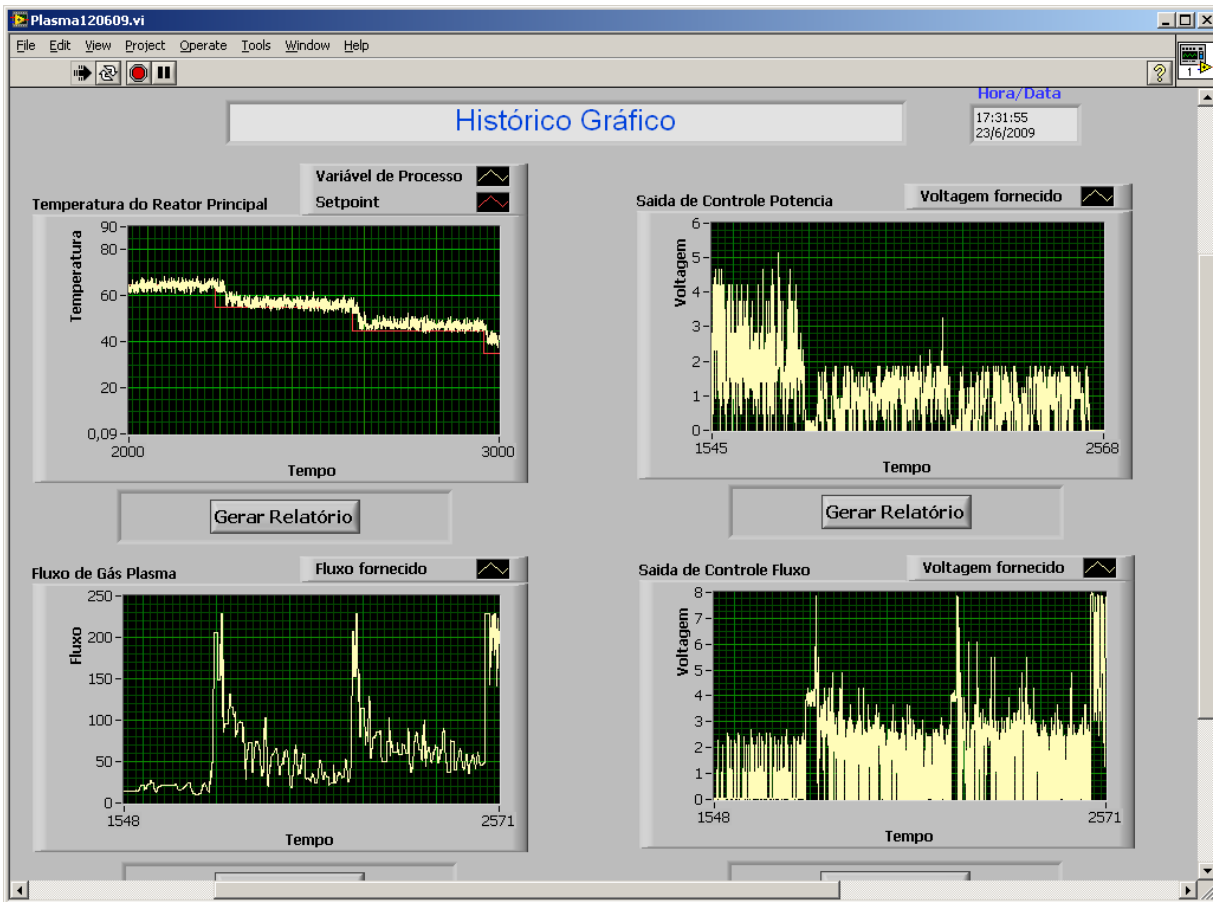 Plasma120609.vi
File Edit View Project Operate Tools Window Help
Hora/Data
Histórico Gráfico
17:31:55
23/6/2009
1
Variável de Processo
Temperatura do Reator Principal
Setpoint
Temperatura
90
80
60
40
20
0,09
2000
3000
Tempo
Gerar Relatório
Saida de Controle Potencia
Voltagem fornecido
Voltagem
6
5
4
3
2
1
0
1545
2568
Tempo
Gerar Relatório
Fluxo de Gás Plasma
Fluxo fornecido
Fluxo
250
200
150
100
50
0
1548
2571
Tempo
Saida de Controle Fluxo
Voltagem fornecido
Voltagem
8
7
6
5
4
3
2
1
0
1548
2571
Tempo